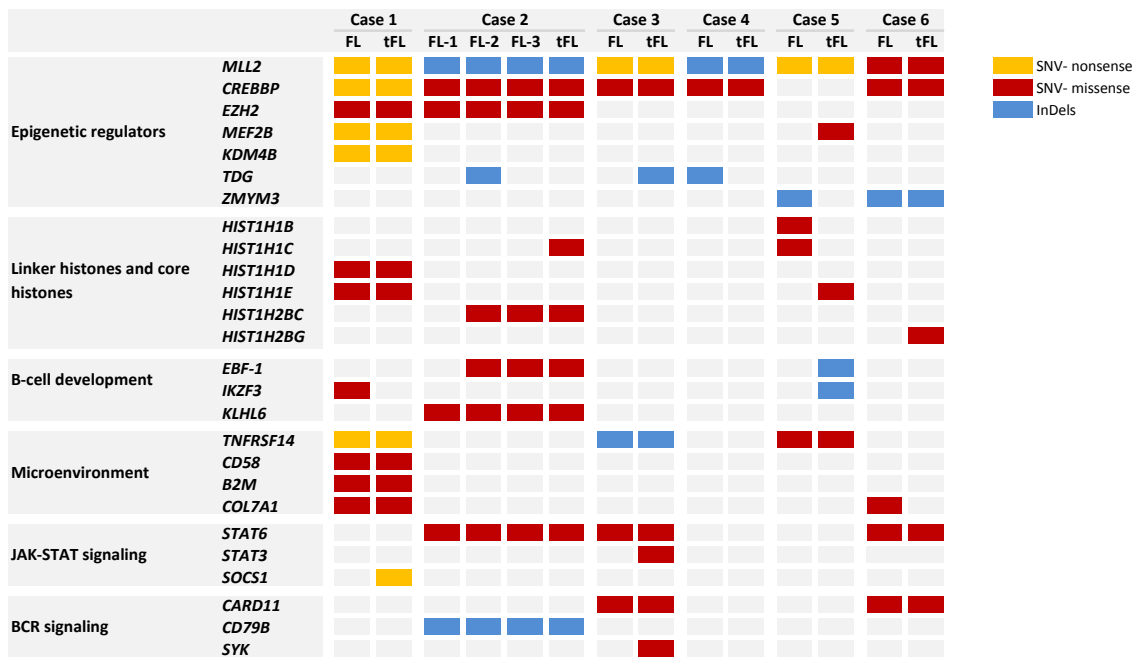 Case 1 Case 2 Case 3 Case 4 Case 5 Case 6
FL tFL FL-1 FL-2 FL-3 tFL FL tFL FL tFL FL tFL FL tFL
SNV- nonsense
SNV- missense
InDels
Epigenetic regulators
MLL2
CREBBP
EZH2
MEF2B
KDM4B
TDG
ZMYM3
Linker histones and core
histones
HIST1H1B
HIST1H1C
HIST1H1D
HIST1H1E
HIST1H2BC
HIST1H2BG
B-cell development
EBF-1
IKZF3
KLHL6
Microenvironment
TNFRSF14
CD58
B2M
COL7A1
JAK-STAT signaling
STAT6
STAT3
SOCS1
BCR signaling
CARD11
CD79B
SYK